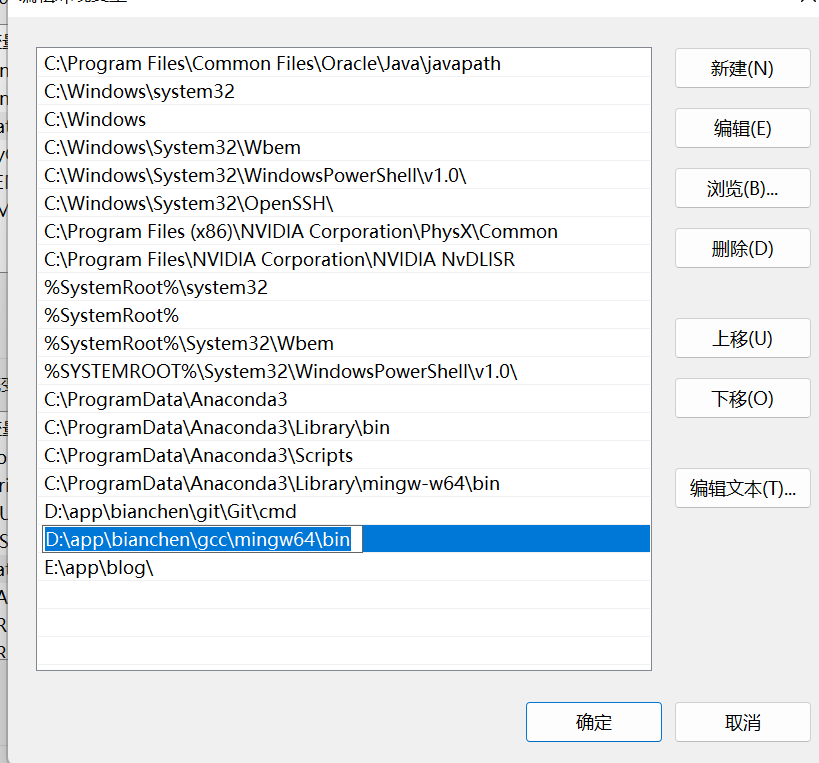 C:\Program Files\Common Files\Oracle\Java\javapath
C:\Windows\system32
C:\Windows
C:\Windows\System32\Wbem
C:\Windows\System32\WindowsPowerShell\v1.0\
C:\Windows\System32\OpenSSH\
C:\Program Files (x86)\NVIDIA Corporation\PhysX\Common
C:\Program Files\NVIDIA Corporation\NVIDIA NvDLISR
%SystemRoot%\system32
%SystemRoot%
%SystemRoot%\System32\Wbem
%SYSTEMROOT%\System32\WindowsPowerShell\v1.0\
C:\ProgramData\Anaconda3
C:\ProgramData\Anaconda3\Library\bin
C:\ProgramData\Anaconda3\Scripts
C:\ProgramData\Anaconda3\Library\mingw-w64\bin
D:\app\bianchen\git\Git\cmd
D:\app\bianchen\gcc\mingw64\bin
E:\app\blog\
新建(N)
编辑(E)
浏览(B)...
删除(D)
上移(U)
下移(O)
编辑文本(T)...
确定
取消